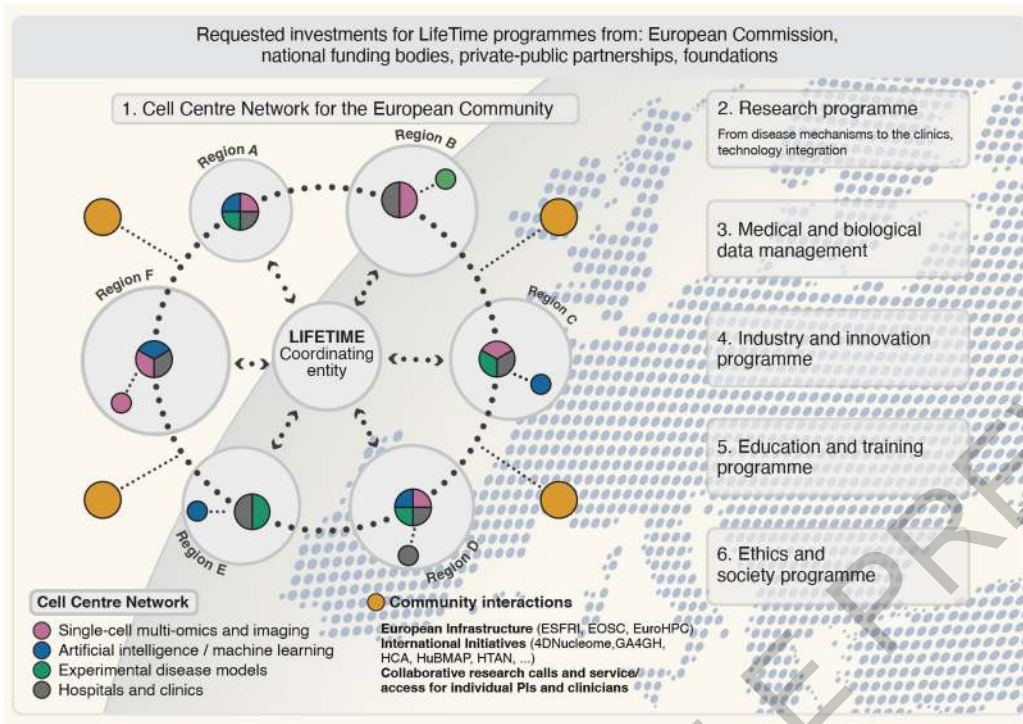 Requested investments for LifeTime programmes from: European Commission,
national funding bodies, private-public partnerships, foundations
1. Cell Centre Network for the European Community
Region A
Region B
Region F
Region C
LIFETIME
Coordinating
entity
Region E
Region D
2. Research programme
From disease mechanisms to the clinics,
technology integration
3. Medical and biological
data management
4. Industry and innovation
programme
5. Education and training
programme
6. Ethics and
society programme
Cell Centre Network
Single-cell multi-omics and imaging
Artificial intelligence / machine learning
Experimental disease models
Hospitals and clinics
Community interactions
European Infrastructure (ESFRI, EOSC, EuroHPC)
International Initiatives (4DNucleome,GA4GH,
HCA, HuBMAP, HTAN, ...)
Collaborative research calls and service/
access for individual PIs and clinicians
LE PRE